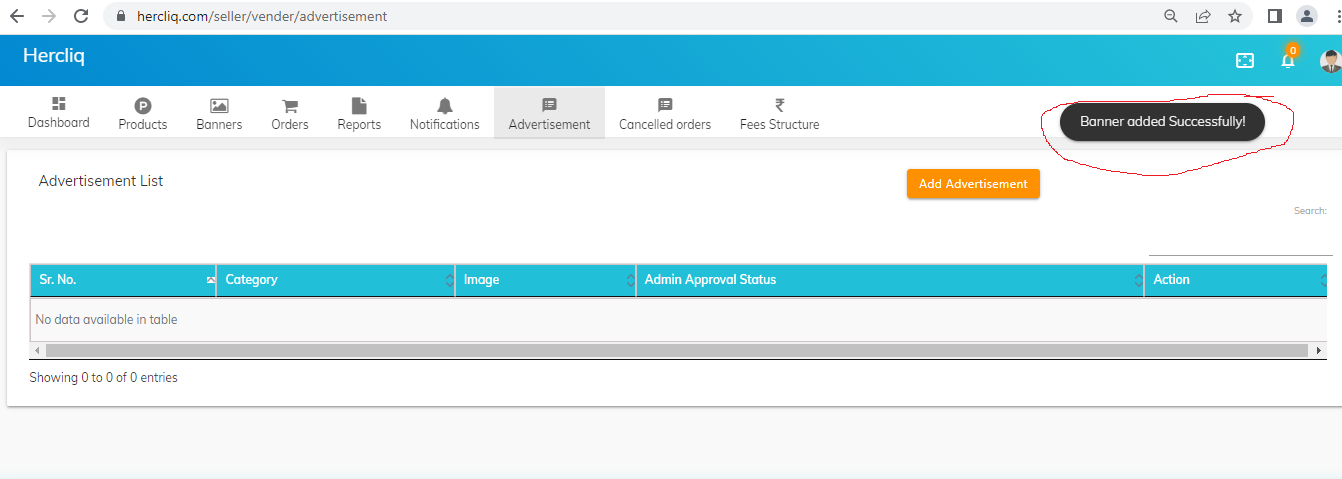 hercliq.com/seller/vender/advertisement
Hercliq
0
Dashboard
Products
Banners
Orders
Reports
Notifications
Advertisement
Cancelled orders
Fees Structure
Banner added Successfully!
Advertisement List
Add Advertisement
Search:
Sr. No. Category Image Admin Approval Status Action
No data available in table
Showing 0 to 0 of 0 entries